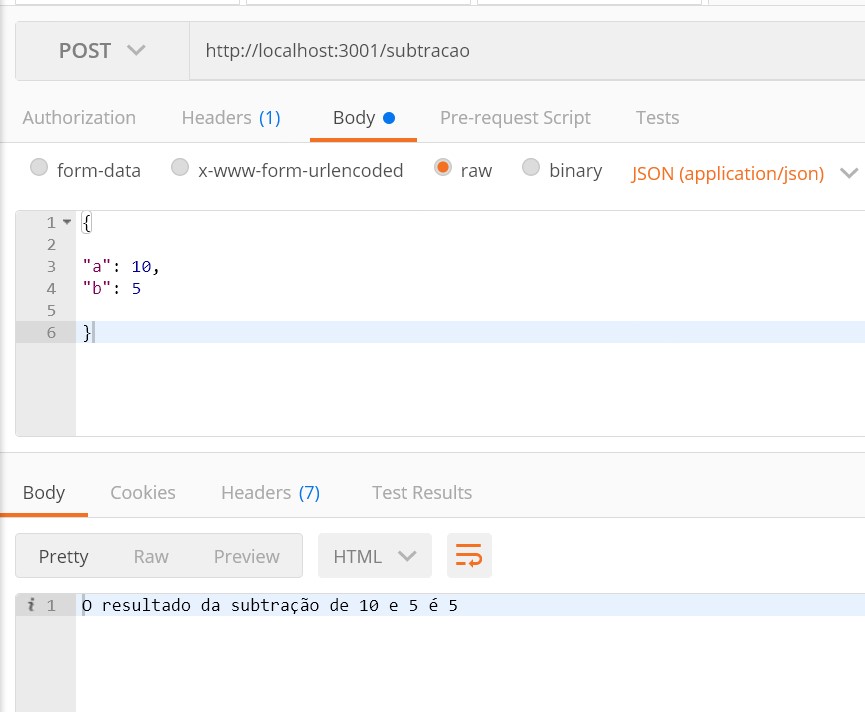 POST http://localhost:3001/subtracao
Authorization Headers (1) Body Pre-request Script Tests
form-data x-www-form-urlencoded raw binary JSON (application/json)
1 {
2
3 "a": 10,
4 "b": 5
5
6 }
Body Cookies Headers (7) Test Results
Pretty Raw Preview HTML
i 1 O resultado da subtração de 10 e 5 é 5